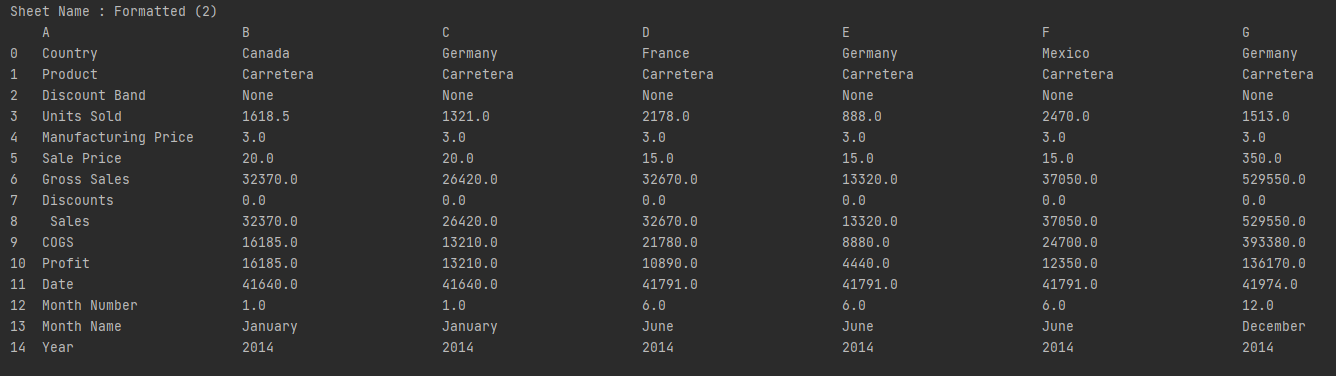 Sheet Name : Formatted (2)
A B C D E F G
0 Country Canada Germany France Germany Mexico Germany
1 Product Carretera Carretera Carretera Carretera Carretera Carretera
2 Discount Band None None None None None None
3 Units Sold 1618.5 1321.0 2178.0 888.0 2470.0 1513.0
4 Manufacturing Price 3.0 3.0 3.0 3.0 3.0 3.0
5 Sale Price 20.0 20.0 15.0 15.0 15.0 350.0
6 Gross Sales 32370.0 26420.0 32670.0 13320.0 37050.0 529550.0
7 Discounts 0.0 0.0 0.0 0.0 0.0 0.0
8 Sales 32370.0 26420.0 32670.0 13320.0 37050.0 529550.0
9 COGS 16185.0 13210.0 21780.0 8880.0 24700.0 393380.0
10 Profit 16185.0 13210.0 10890.0 4440.0 12350.0 136170.0
11 Date 41640.0 41640.0 41791.0 41791.0 41791.0 41974.0
12 Month Number 1.0 1.0 6.0 6.0 6.0 12.0
13 Month Name January January June June June December
14 Year 2014 2014 2014 2014 2014 2014